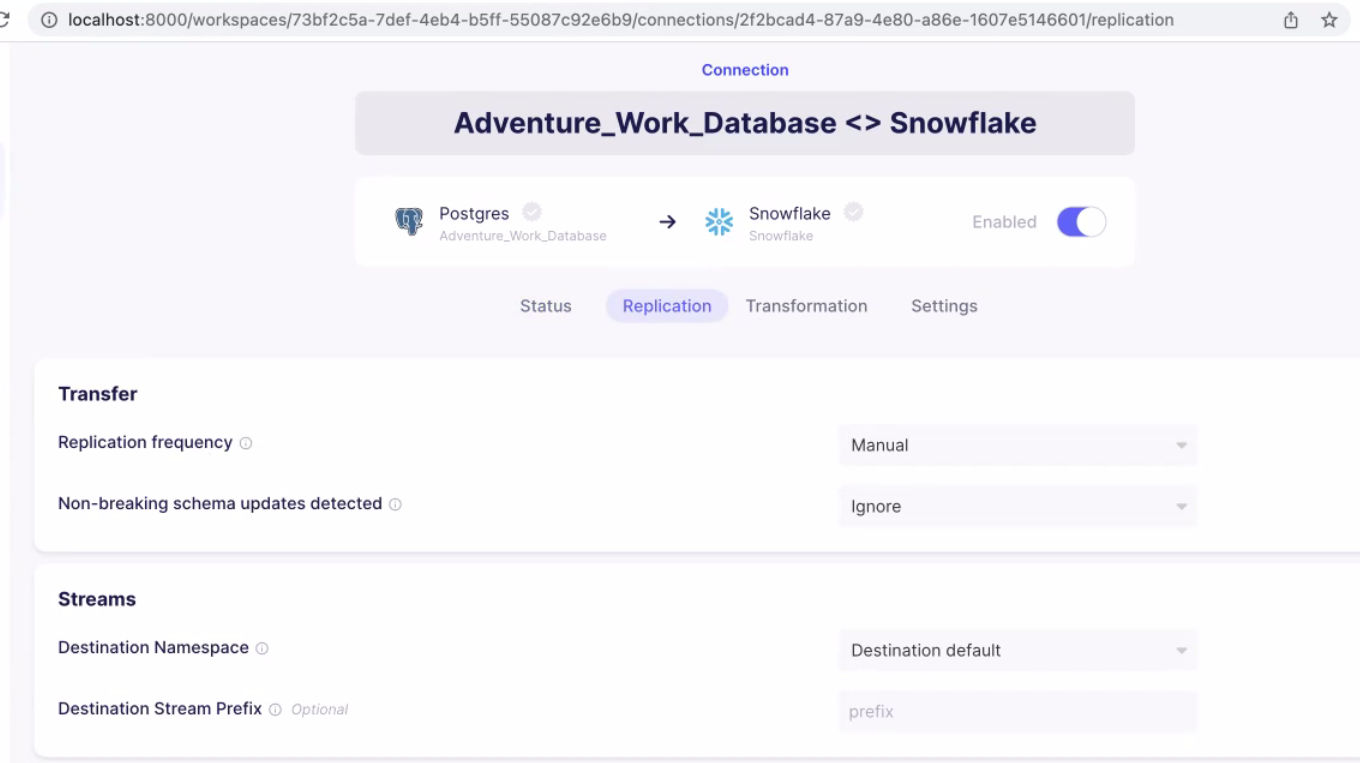 localhost:8000/workspaces/73bf2c5a-7def-4eb4-b5ff-55087c92e6b9/connections/2f2bcad4-87a9-4e80-a86e-1607e5146601/replication
Connection
Adventure_Work_Database <> Snowflake
Postgres
Adventure_Work_Database
Snowflake
Snowflake
Enabled
Status Replication Transformation Settings
Transfer
Replication frequency Manual
Non-breaking schema updates detected Ignore
Streams
Destination Namespace Destination default
Destination Stream Prefix Optional prefix